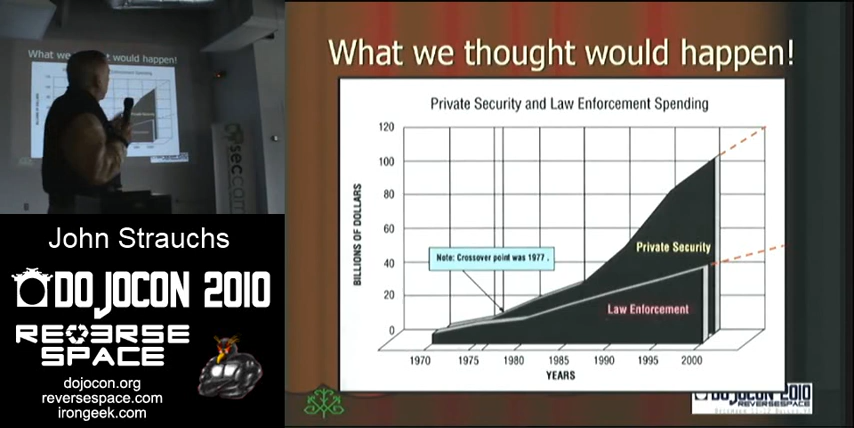 What we thought would happen!
Private Security and Law Enforcement Spending
120
100
80
60
40
20
0
BILLIONS OF DOLLARS
Note: Crossover point was 1977 .
Private Security
Law Enforcement
1970 1975 1980 1985 1990 1995 2000
YEARS
DOJOCON 2010
REVERSESPACE
What we thought would happen!
BILLIONS OF DOLLARS
John Strauchs
DOJOCON 2010
REVERSE
SPACE
dojocon.org
reversespace.com
irongeek.com